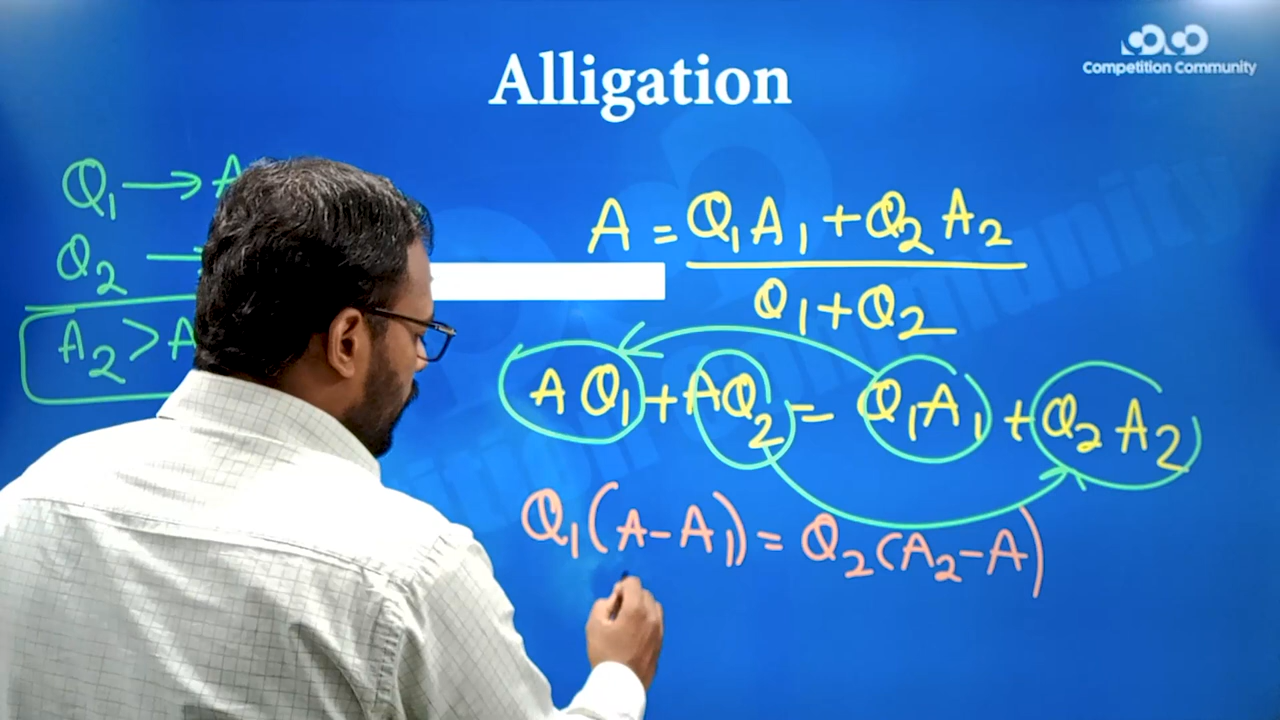 Competition Community
Alligation
Q₁ → A
Q₂ →
A₂ > A
A = Q₁A₁ + Q₂A₂
Q₁ + Q₂
AQ₁ + AQ₂ = Q₁A₁ + Q₂A₂
Q₁(A - A₁) = Q₂(A₂ - A)